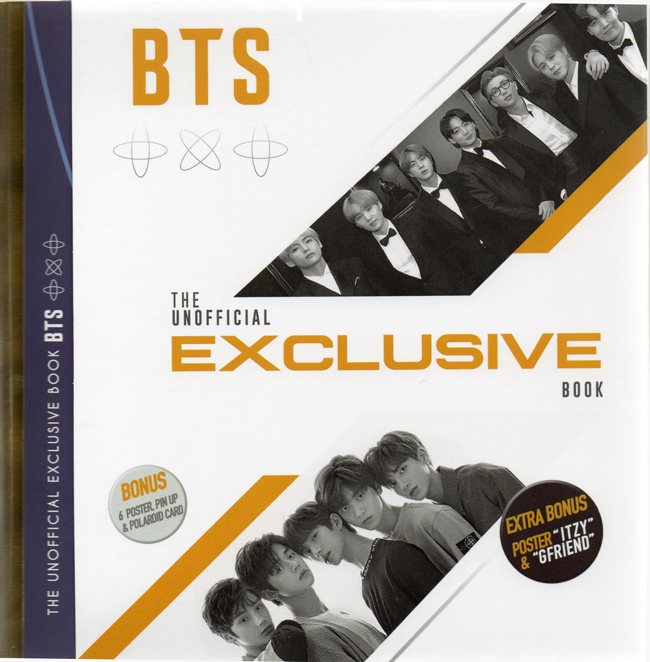 BTS
THE
UNOFFICIAL
EXCLUSIVE
BOOK
BONUS
6 POSTER, PIN UP
& POLAROID CARD
EXTRA BONUS
POSTER "ITZY"
& "GFRIEND"
THE UNOFFICIAL EXCLUSIVE BOOK BTS